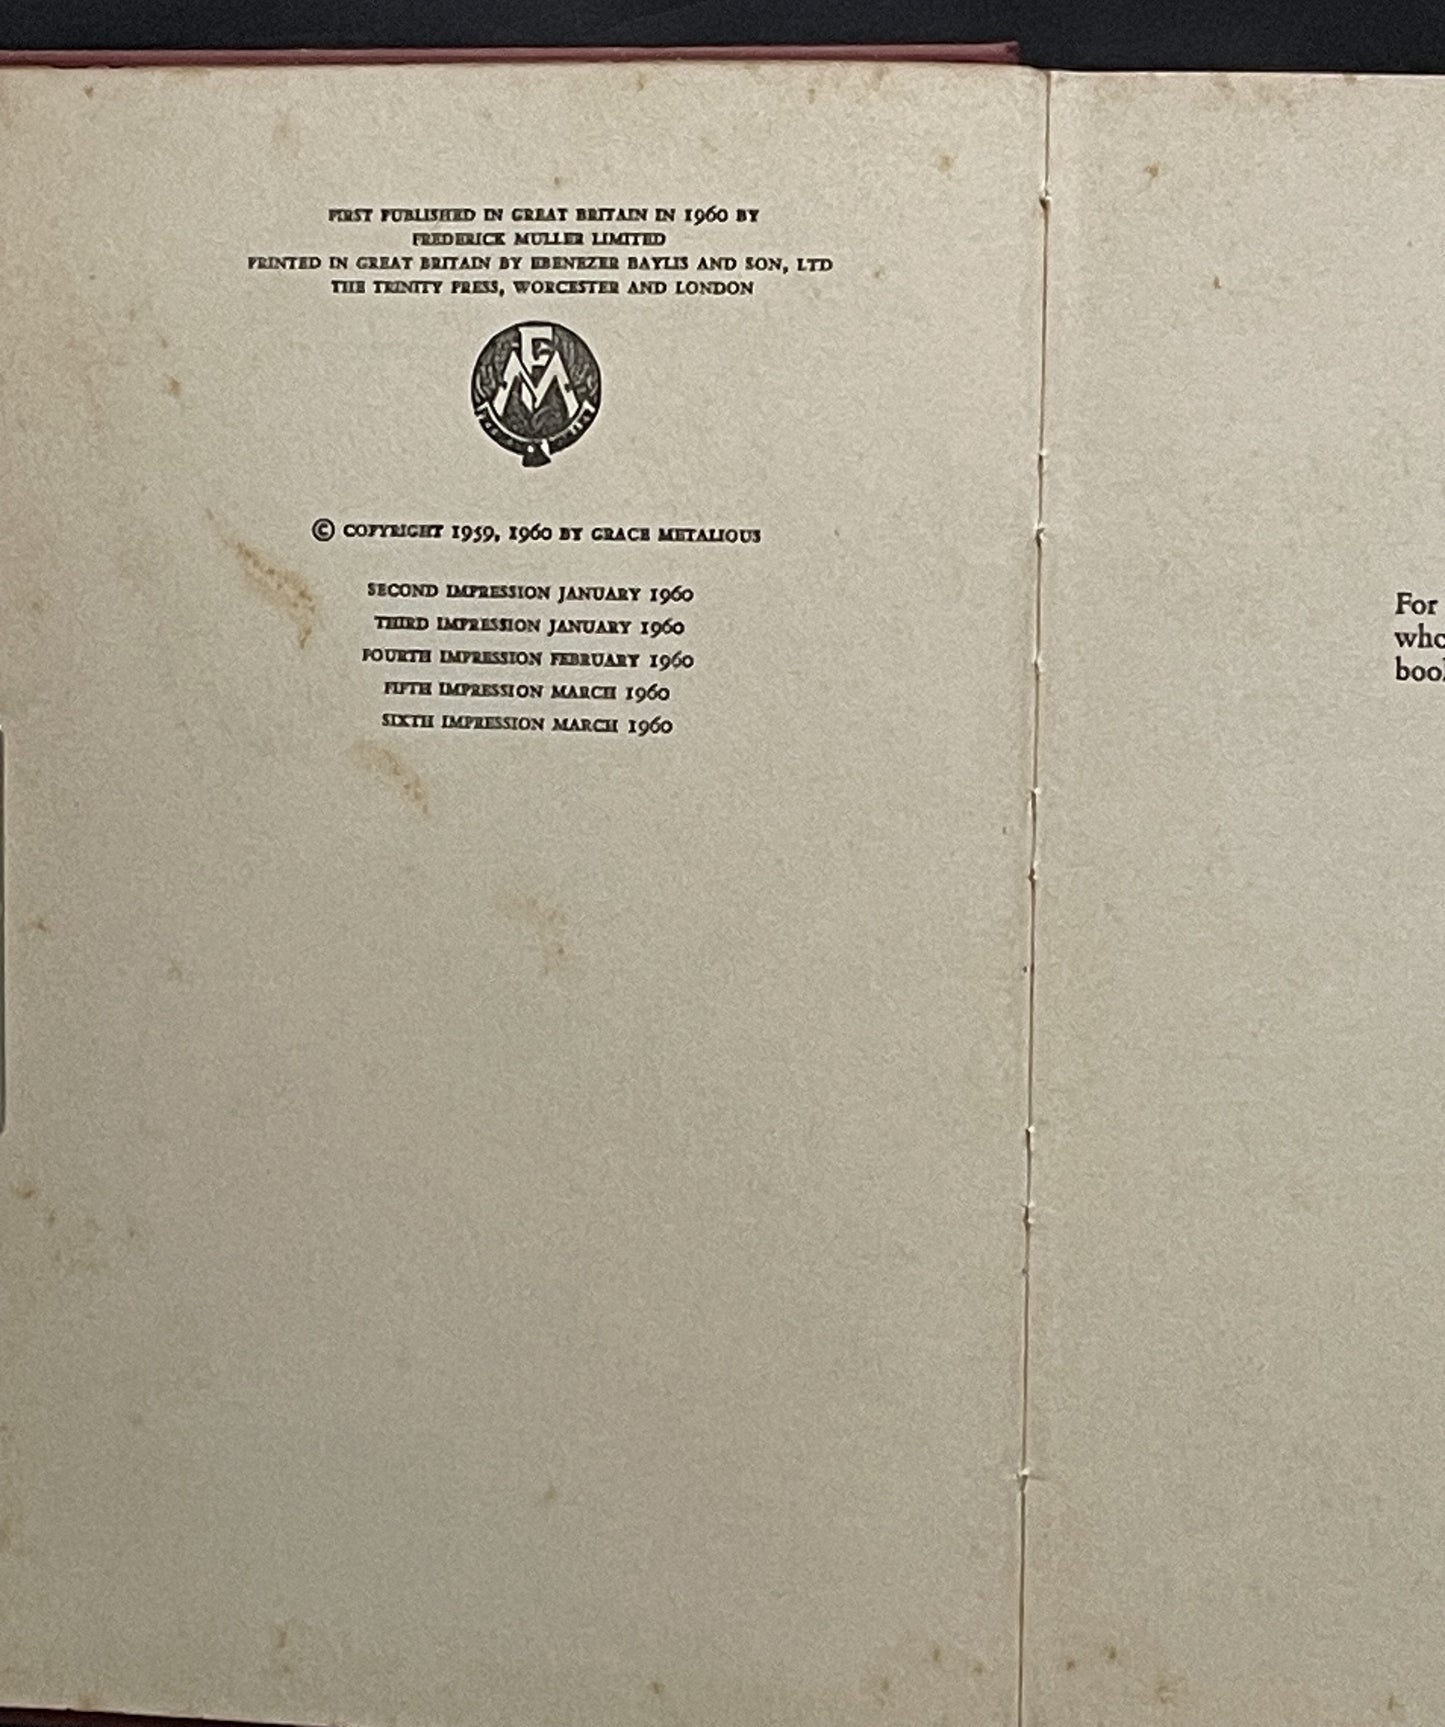 FIRST PUBLISHED IN GREAT BRITAIN IN 1960 BY
FREDERICK MULLER LIMITED
PRINTED IN GREAT BRITAIN BY EBENEZER BAYLIS AND SON, LTD
THE TRINITY PRESS, WORCESTER AND LONDON
FM
© COPYRIGHT 1959, 1960 BY GRACE METALIOUS
SECOND IMPRESSION JANUARY 1960
THIRD IMPRESSION JANUARY 1960
FOURTH IMPRESSION FEBRUARY 1960
FIFTH IMPRESSION MARCH 1960
SIXTH IMPRESSION MARCH 1960
For